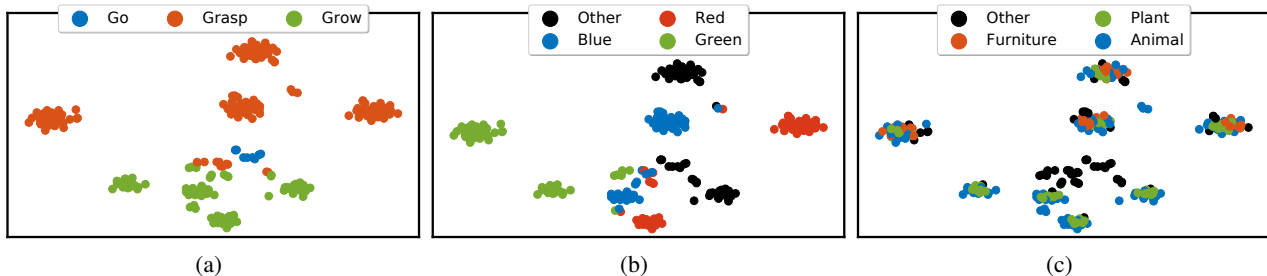 Go Grasp Grow
Other Red
Blue Green
Other Plant
Furniture Animal
(a) (b) (c)